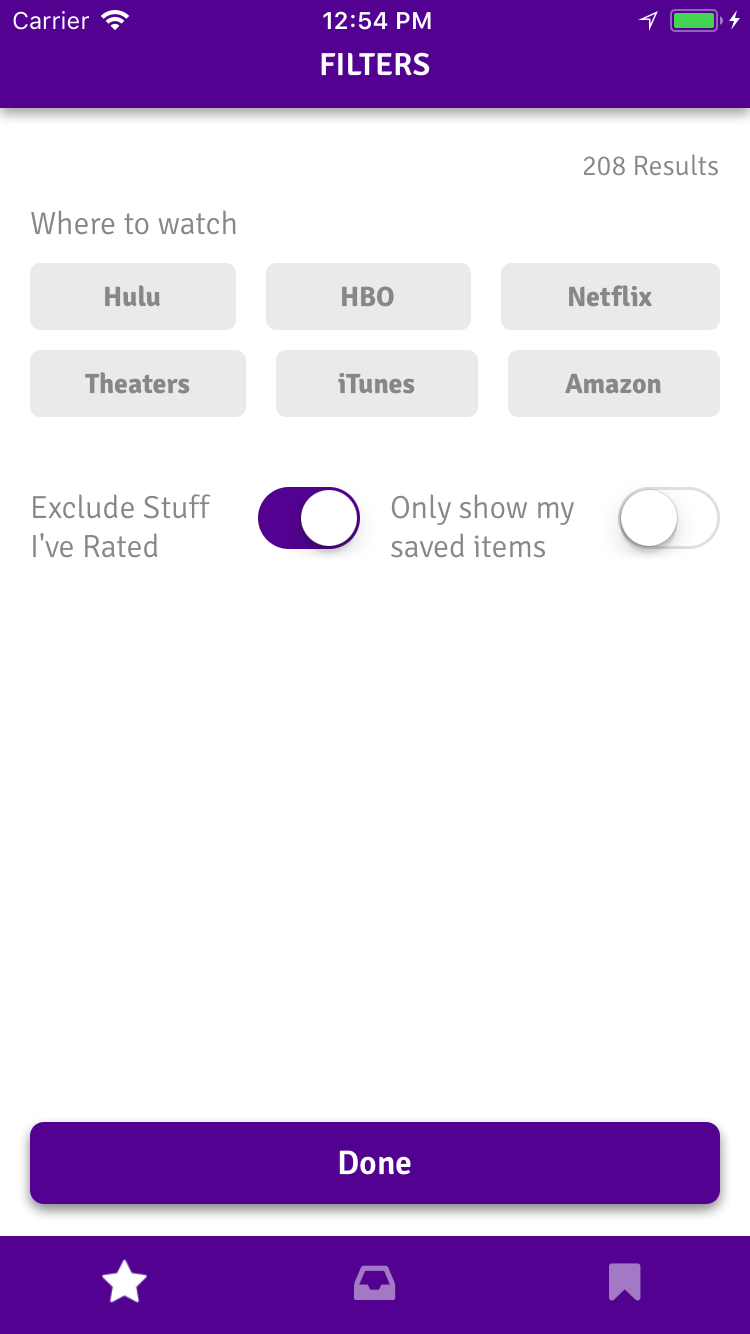 Carrier 12:54 PM
FILTERS
208 Results
Where to watch
Hulu HBO Netflix
Theaters iTunes Amazon
Exclude Stuff Only show my
I've Rated saved items
Done